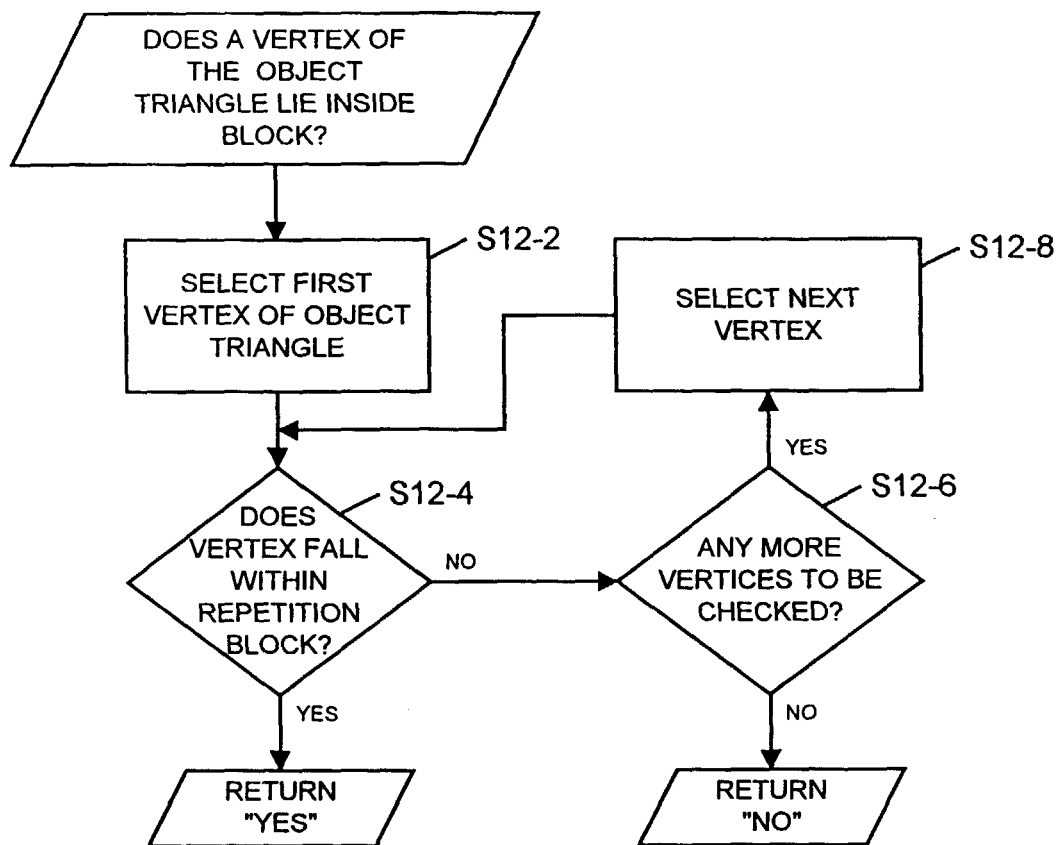 DOES A VERTEX OF
THE OBJECT
TRIANGLE LIE INSIDE
BLOCK?
S12-2
SELECT FIRST
VERTEX OF OBJECT
TRIANGLE
S12-8
SELECT NEXT
VERTEX
YES
S12-4
DOES
VERTEX FALL
WITHIN
REPETITION
BLOCK?
NO
S12-6
ANY MORE
VERTICES TO BE
CHECKED?
YES
NO
RETURN
"YES"
RETURN
"NO"